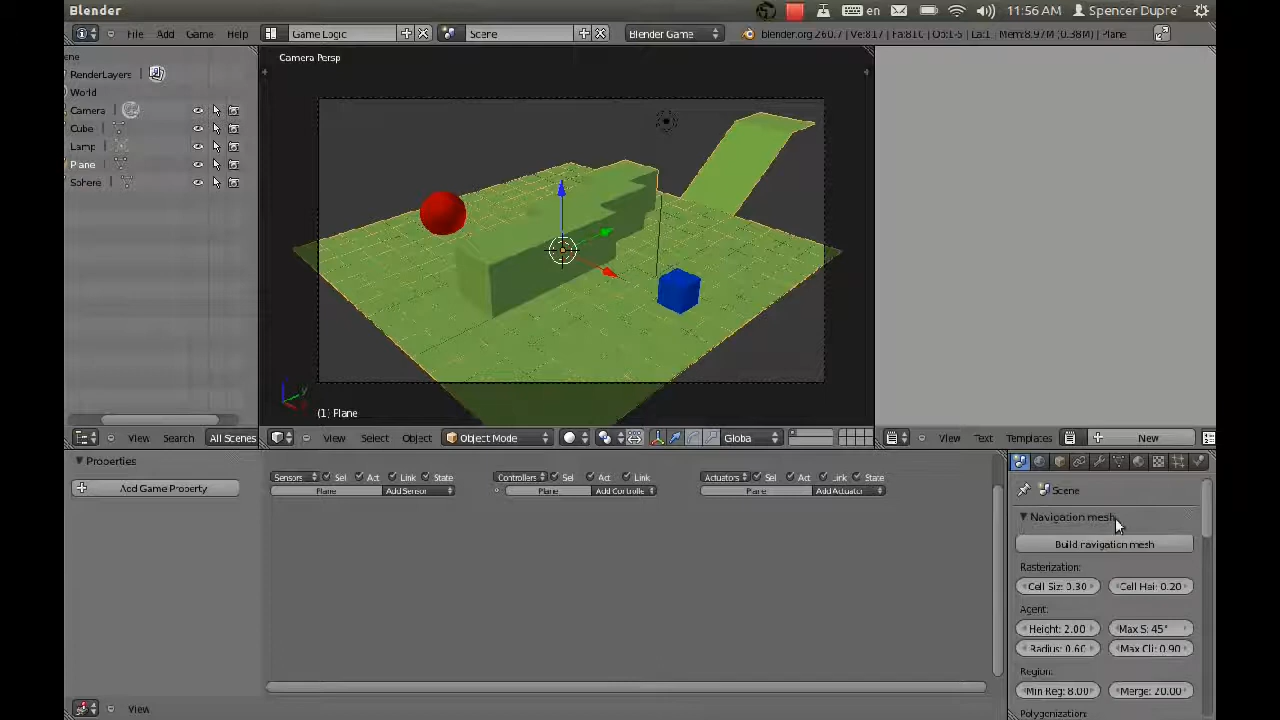 Blender
en
11:56 AM
Spencer Dupre'
File Add Game Help
Game Logic
Scene
Blender Game
blender.org 260.7 | Ve:817 | Fa:810 | Ob:1-5 | La:1 | Mem:8.97M (0.38M) | Plane
ene
RenderLayers
World
Camera
Cube
Lamp
Plane
Sphere
View Search All Scenes
Camera Persp
(1) Plane
View Select Object Object Mode Globa
View Text Templates New
Properties
Add Game Property
Sensors Sel Act Link State
Plane Add Sensor
Controllers Sel Act Link
Plane Add Controlle
Actuators Sel Act Link State
Plane Add Actuator
View
Scene
Navigation mesh
Build navigation mesh
Rasterization:
Cell Siz: 0.30 Cell Hei: 0.20
Agent:
Height: 2.00 Max S: 45°
Radius: 0.60 Max Cli: 0.90
Region:
Min Reg: 8.00 Merge: 20.00
Polygonization: